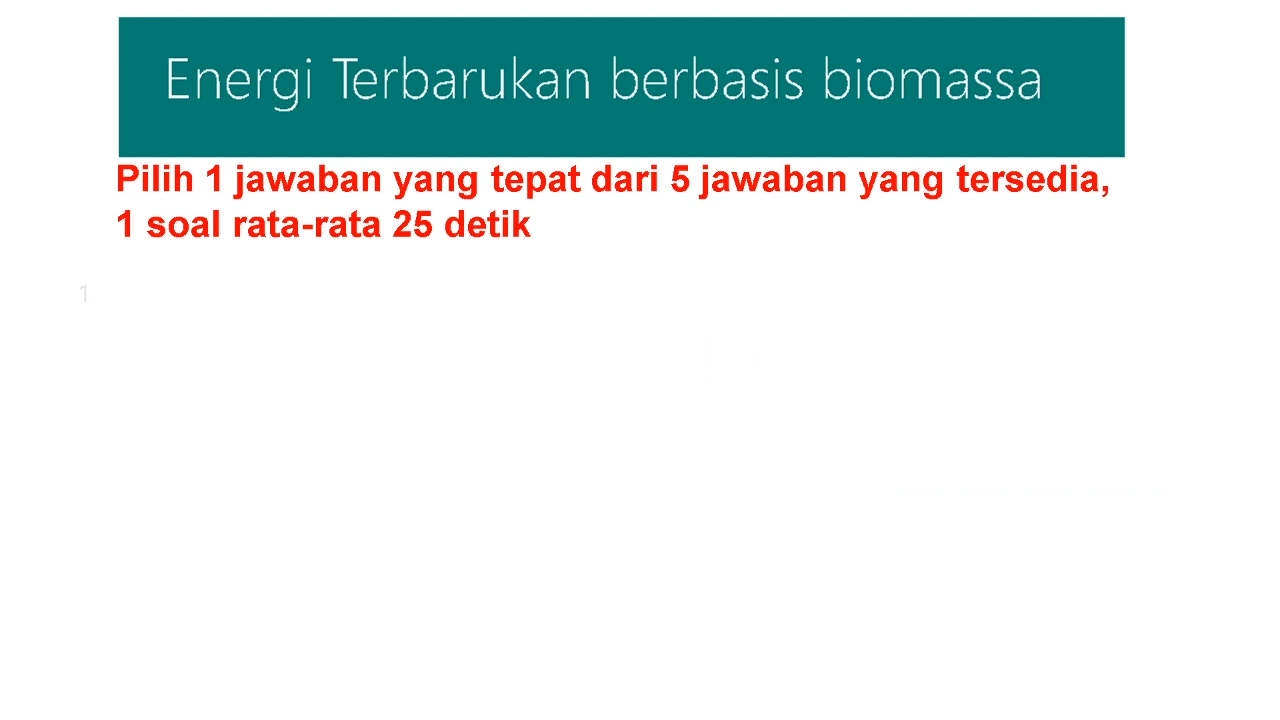 Energi Terbarukan berbasis biomassa
Pilih 1 jawaban yang tepat dari 5 jawaban yang tersedia,
1 soal rata-rata 25 detik
1